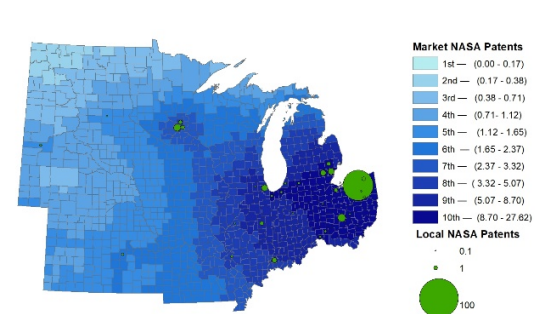 Market NASA Patents
1st — (0.00 - 0.17)
2nd — (0.17 - 0.38)
3rd — (0.38 - 0.71)
4th — (0.71- 1.12)
5th — (1.12 - 1.65)
6th — (1.65 - 2.37)
7th — (2.37 - 3.32)
8th — ( 3.32 - 5.07)
9th — (5.07 - 8.70)
10th — (8.70 - 27.62)
Local NASA Patents
0.1
1
100